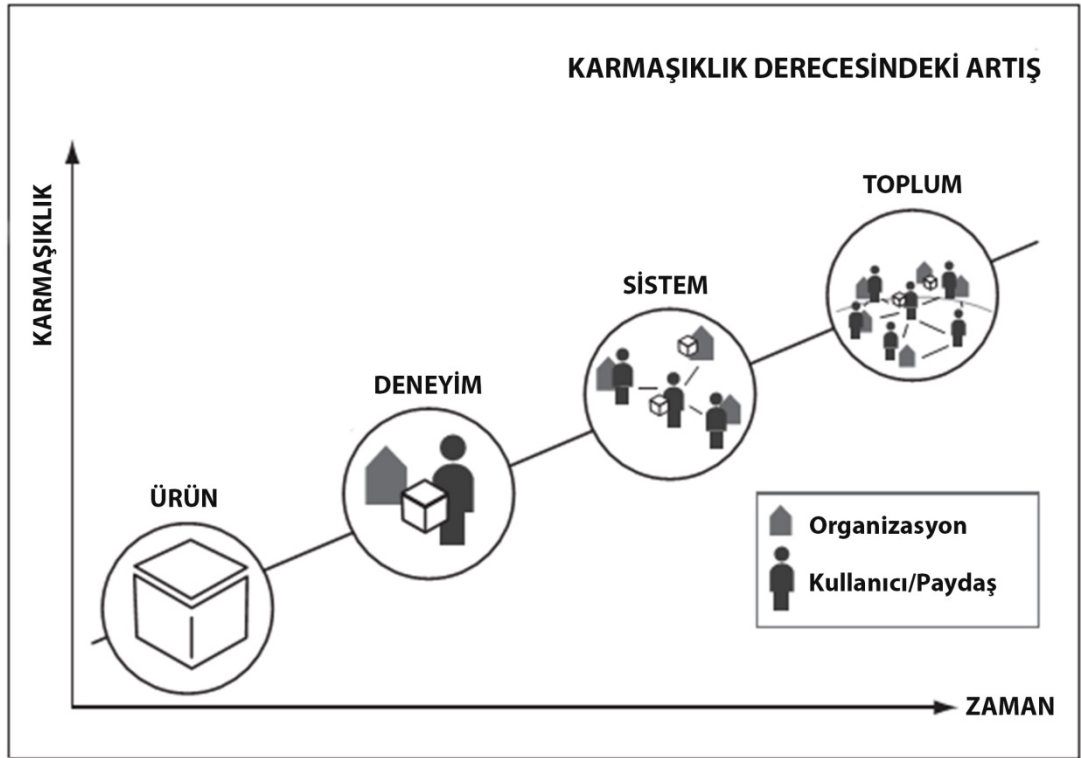 KARMAŞIKLIK DERECESİNDEKİ ARTIŞ
KARMAŞIKLIK
TOPLUM
SİSTEM
DENEYİM
ÜRÜN
Organizasyon
Kullanıcı/Paydaş
ZAMAN